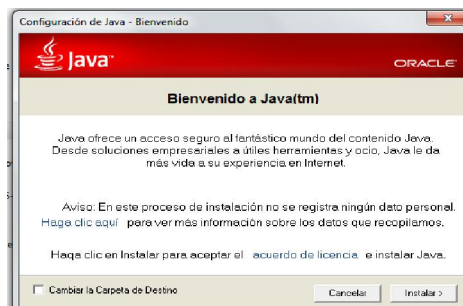 Configuración de Java - Bienvenido
Java
ORACLE
Bienvenido a Java(tm)
Java ofrece un acceso seguro al fantástico mundo del contenido Java.
Desde soluciones empresariales a útiles herramientas y ocio, Java le da
más vida a su experiencia en Internet.
Aviso: En este proceso de instalación no se registra ningún dato personal.
Haga clic aquí para ver más información sobre los datos que recopilamos.
Haga clic en Instalar para aceptar el acuerdo de licencia e instalar Java.
Cambiar la Carpeta de Destino
Cancelar
Instalar >